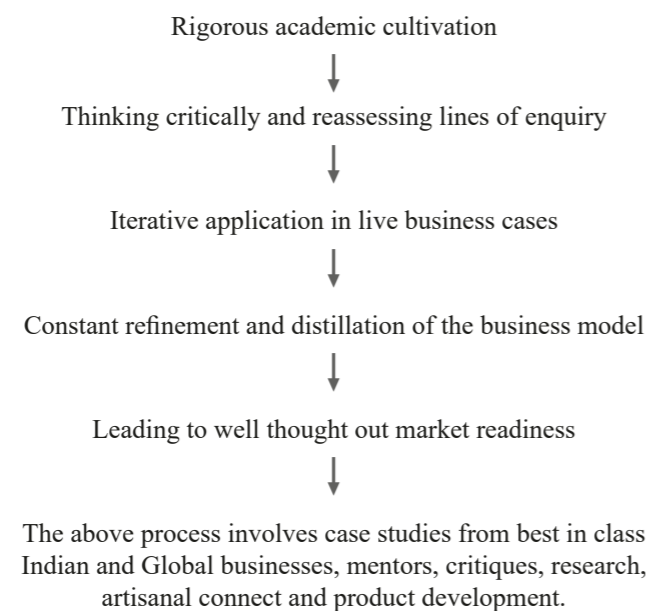 Rigorous academic cultivation
Thinking critically and reassessing lines of enquiry
Iterative application in live business cases
Constant refinement and distillation of the business model
Leading to well thought out market readiness
The above process involves case studies from best in class
Indian and Global businesses, mentors, critiques, research,
artisanal connect and product development.